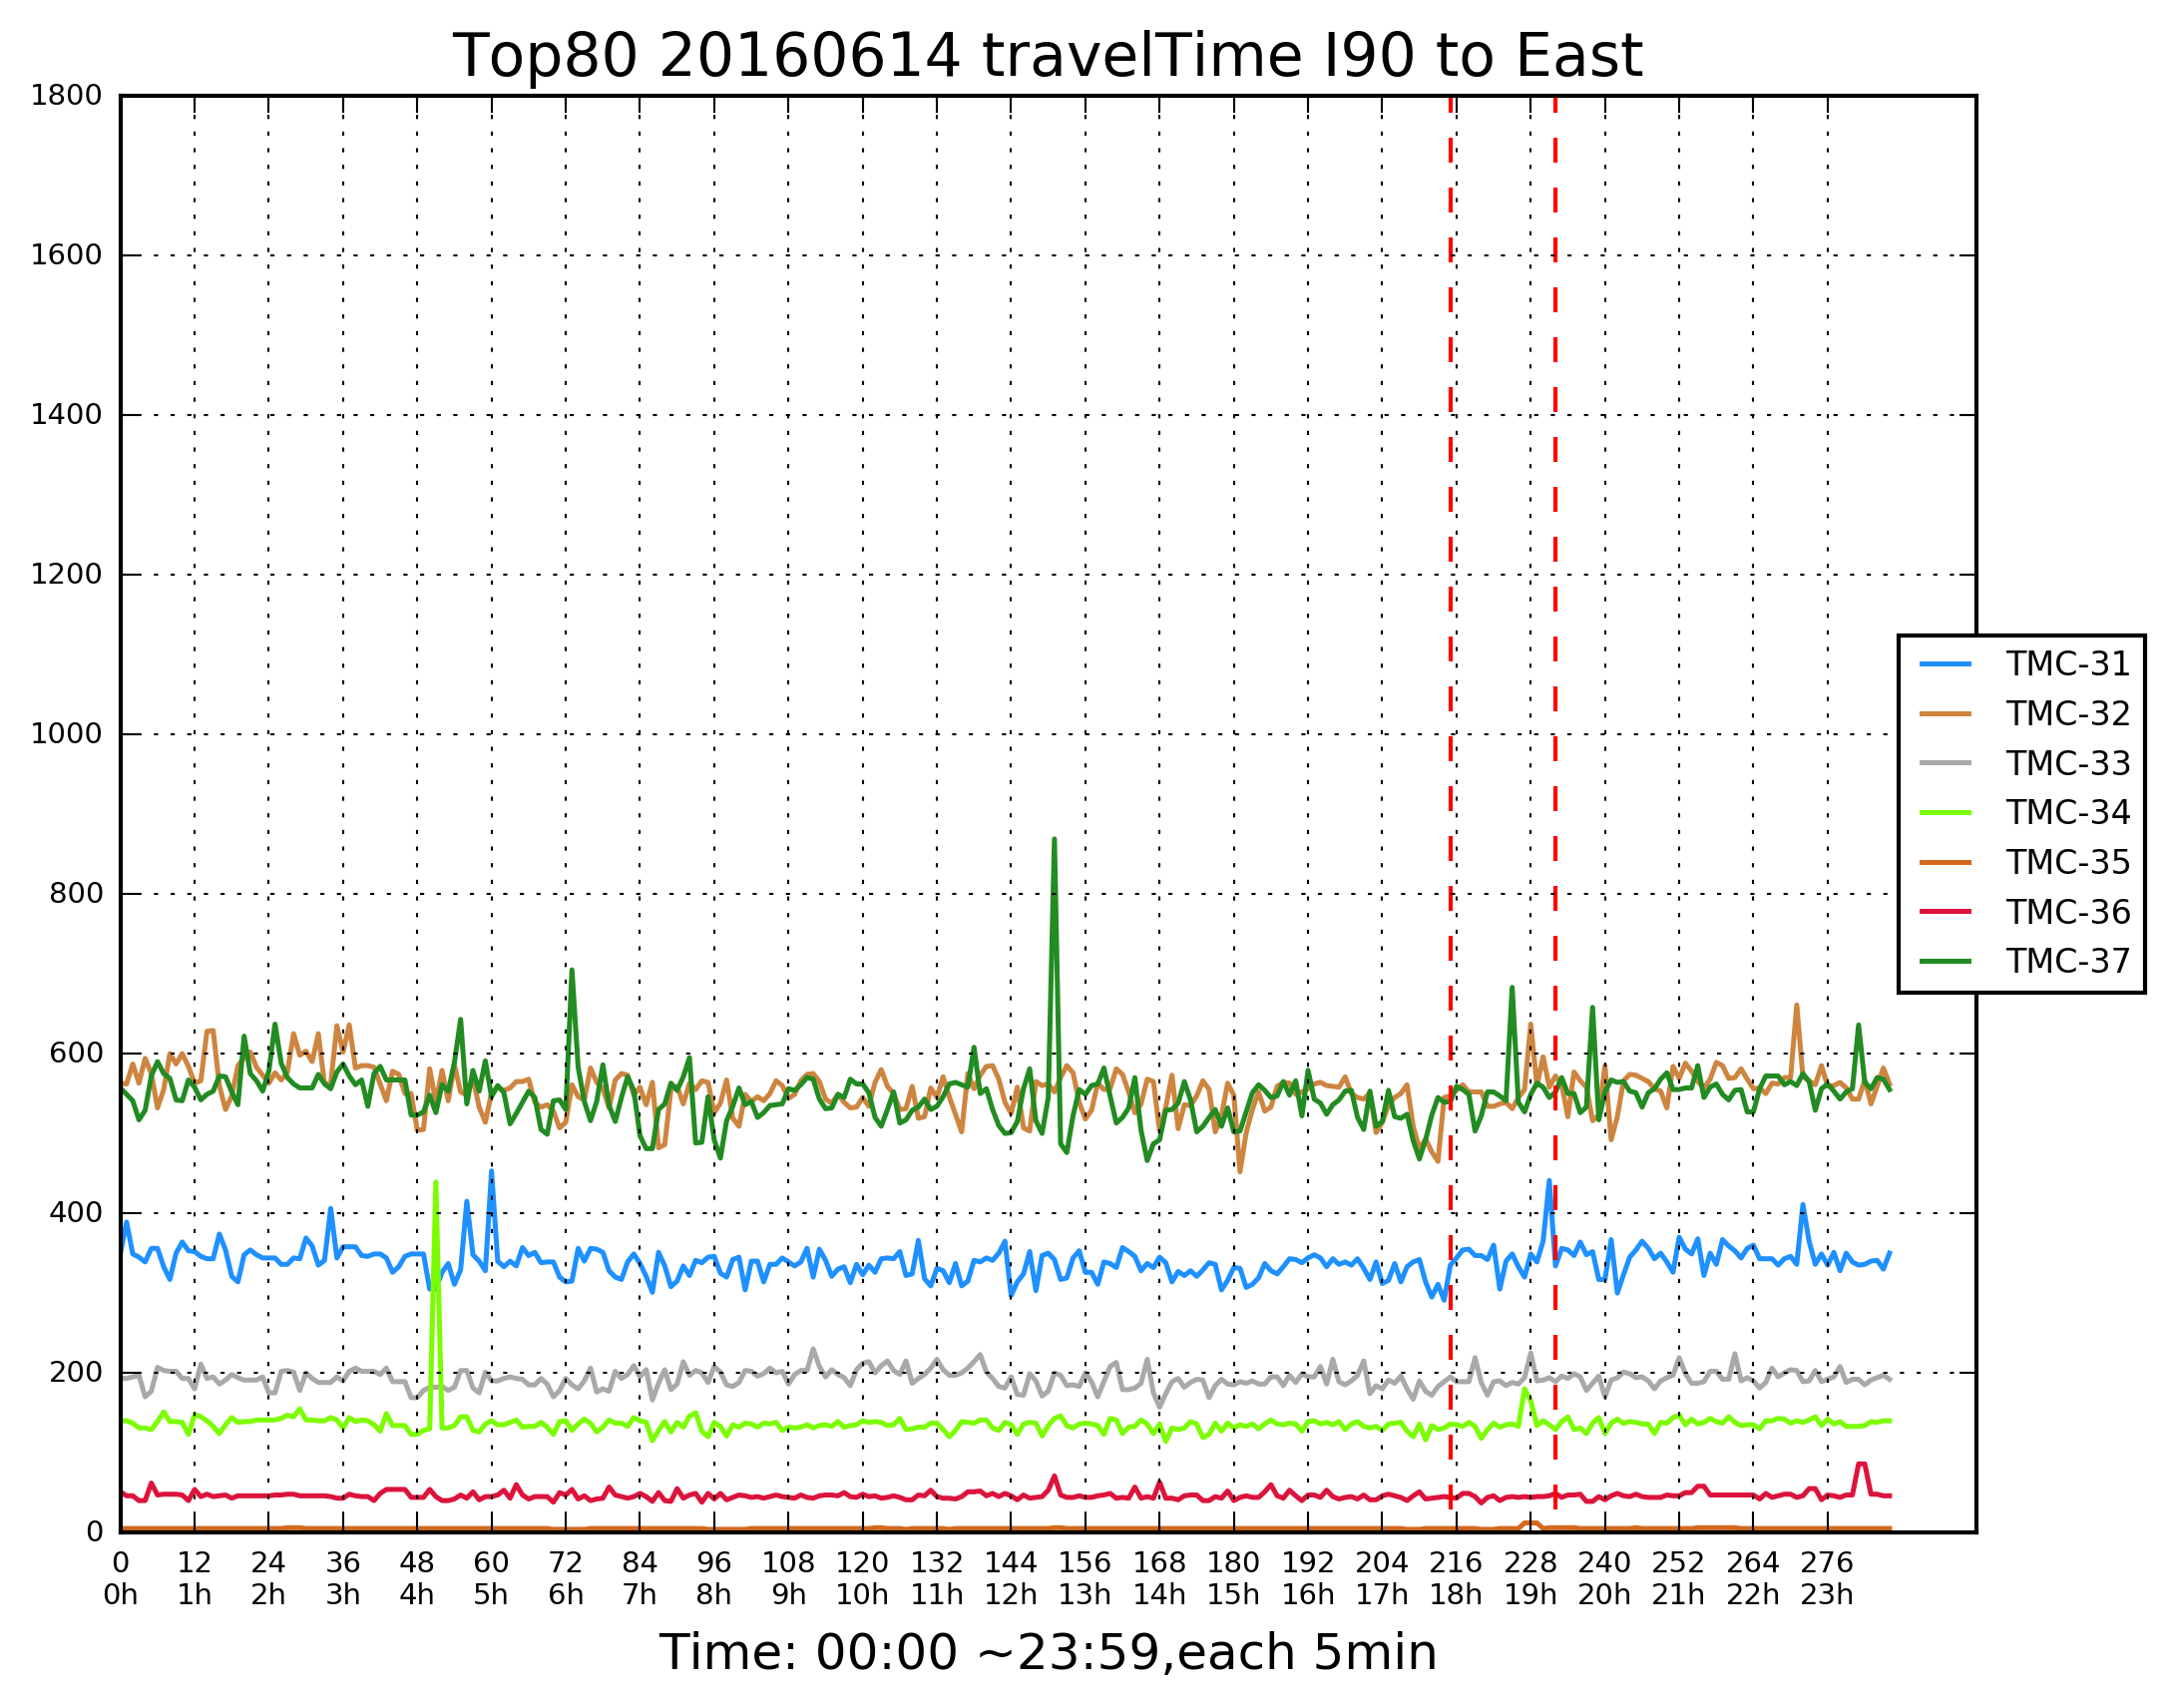 Top80 20160614 travelTime I90 to East
1800
1600
1400
1200
1000
800
600
400
200
0
TMC-31
TMC-32
TMC-33
TMC-34
TMC-35
TMC-36
TMC-37
0 12 24 36 48 60 72 84 96 108 120 132 144 156 168 180 192 204 216 228 240 252 264 276
0h 1h 2h 3h 4h 5h 6h 7h 8h 9h 10h 11h 12h 13h 14h 15h 16h 17h 18h 19h 20h 21h 22h 23h
Time: 00:00 ~23:59,each 5min